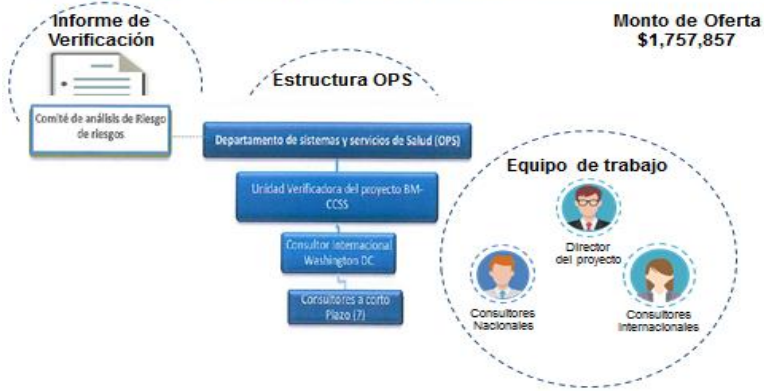 Informe de
Verificación
Monto de Oferta
$1,757,857
Estructura OPS
Comité de análisis de Riesgo
de riesgos
Departamento de sistemas y servicios de Salud (OPS)
Unidad Verificadora del proyecto BM-
CCSS
Consultor internacional
Washington DC
Consultores a corto
Plazo (7)
Equipo de trabajo
Director
del proyecto
Consultores
Nacionales
Consultores
Internacionales